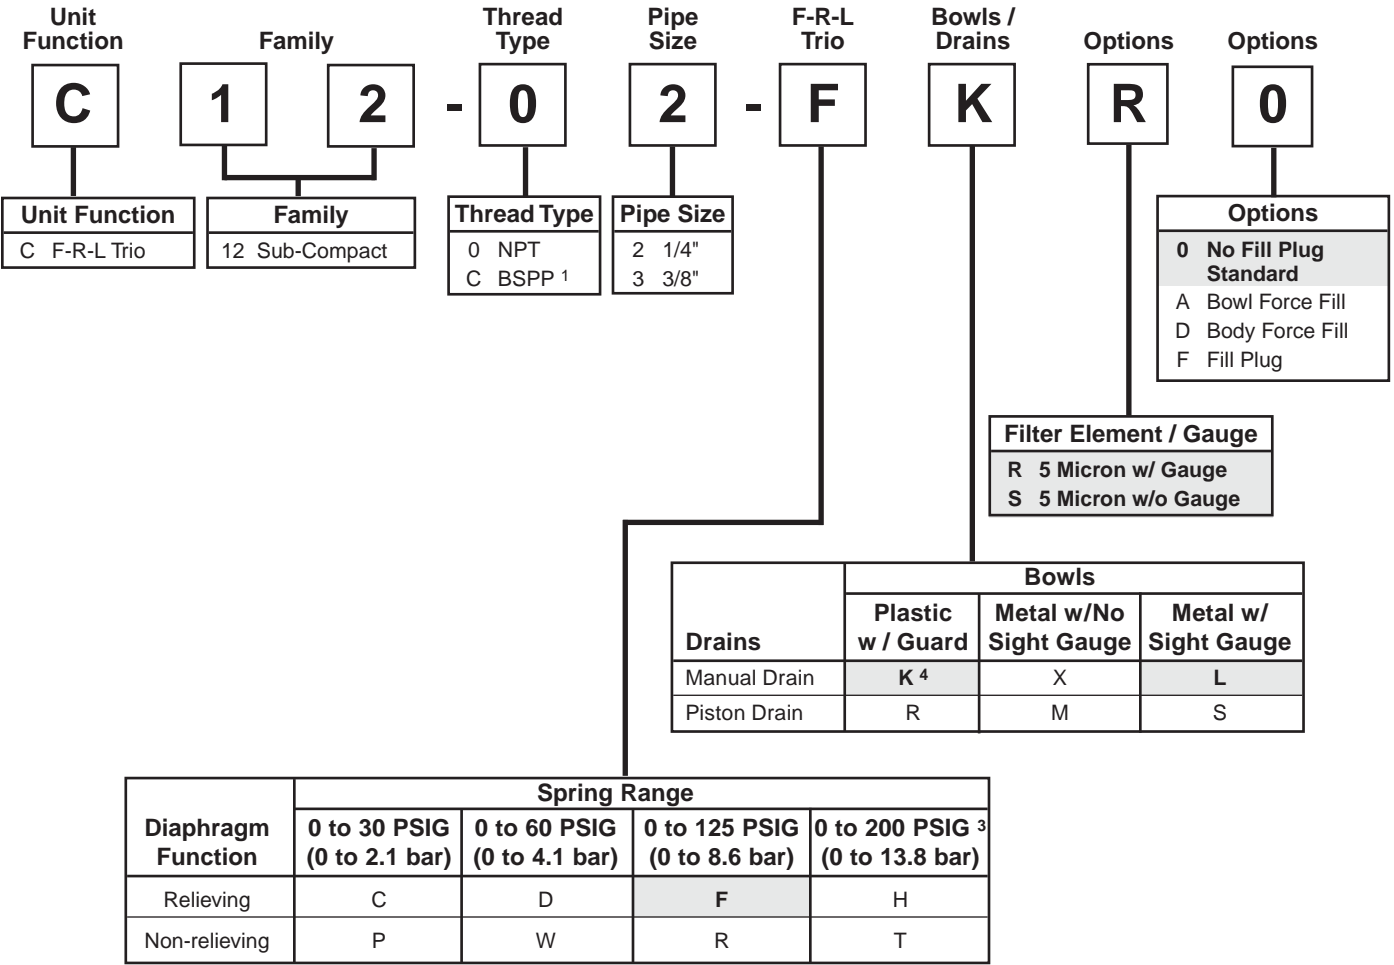 Unit Function
Family
Thread Type
Pipe Size
F-R-L Trio
Bowls / Drains
Options
Options
C 1 2 - 0 2 - F K R 0
Unit Function
C F-R-L Trio
Family
12 Sub-Compact
Thread Type
0 NPT
C BSPP 1
Pipe Size
2 1/4"
3 3/8"
Options
0 No Fill Plug
Standard
A Bowl Force Fill
D Body Force Fill
F Fill Plug
Filter Element / Gauge
R 5 Micron w/ Gauge
S 5 Micron w/o Gauge
Bowls
Drains
Plastic w / Guard
Metal w/No Sight Gauge
Metal w/ Sight Gauge
Manual Drain K 4 X L
Piston Drain R M S
Spring Range
Diaphragm Function
0 to 30 PSIG (0 to 2.1 bar)
0 to 60 PSIG (0 to 4.1 bar)
0 to 125 PSIG (0 to 8.6 bar)
0 to 200 PSIG 3 (0 to 13.8 bar)
Relieving C D F H
Non-relieving P W R T